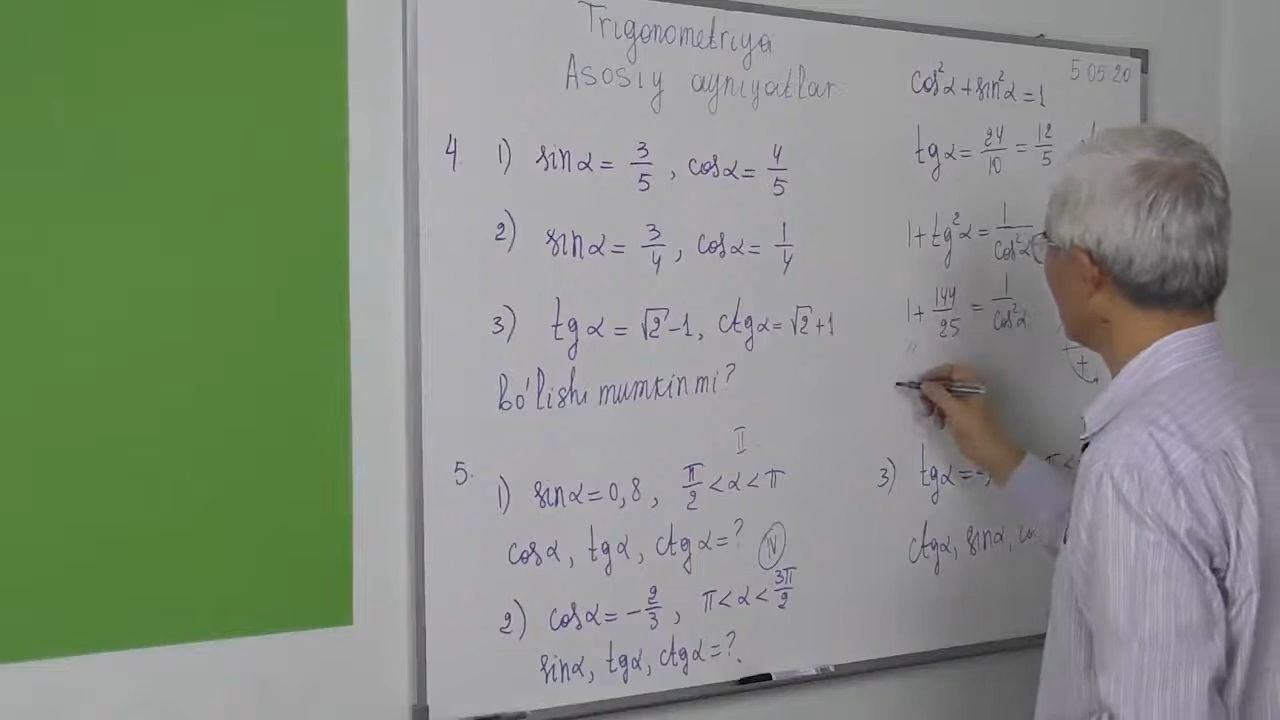 Trigonometriya
Asosiy ayniyatlar
5 05 20
4 1) sinα = 3/5 , cosα = 4/5
2) sinα = 3/4 , cosα = 1/4
3) tgα = √2 -1, ctgα = √2 +1
Bo'lishi mumkinmi?
II
5. 1) sinα = 0,8 , π/2 < α < π
cosα, tgα, ctgα = ? IV
2) cosα = -2/3 , π < α < 3π/2
sinα, tgα, ctgα = ?
cos²α + sin²α = 1
tgα = 24/10 = 12/5
1 + tg²α = 1/cos²α
1 + 144/25 = 1/cos²α
+
3) tgα = - π <
ctgα, sinα,